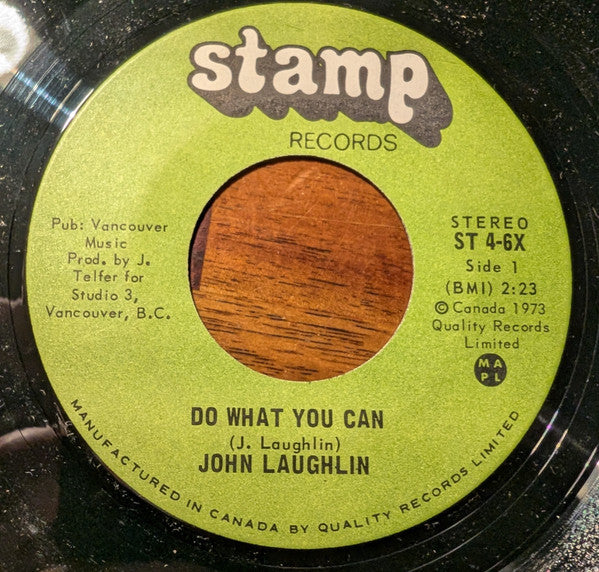 stamp
RECORDS
Pub: Vancouver
Music
Prod. by J.
Telfer for
Studio 3,
Vancouver, B.C.
STEREO
ST 4-6X
Side 1
(BMI) 2:23
© Canada 1973
Quality Records
Limited
MA
PL
DO WHAT YOU CAN
(J. Laughlin)
JOHN LAUGHLIN
MANUFACTURED IN CANADA BY QUALITY RECORDS LIMITED